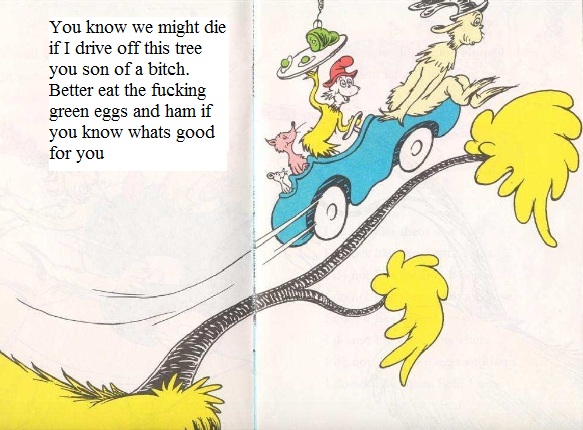 You know we might die
if I drive off this tree
you son of a bitch.
Better eat the fucking
green eggs and ham if
you know whats good
for you